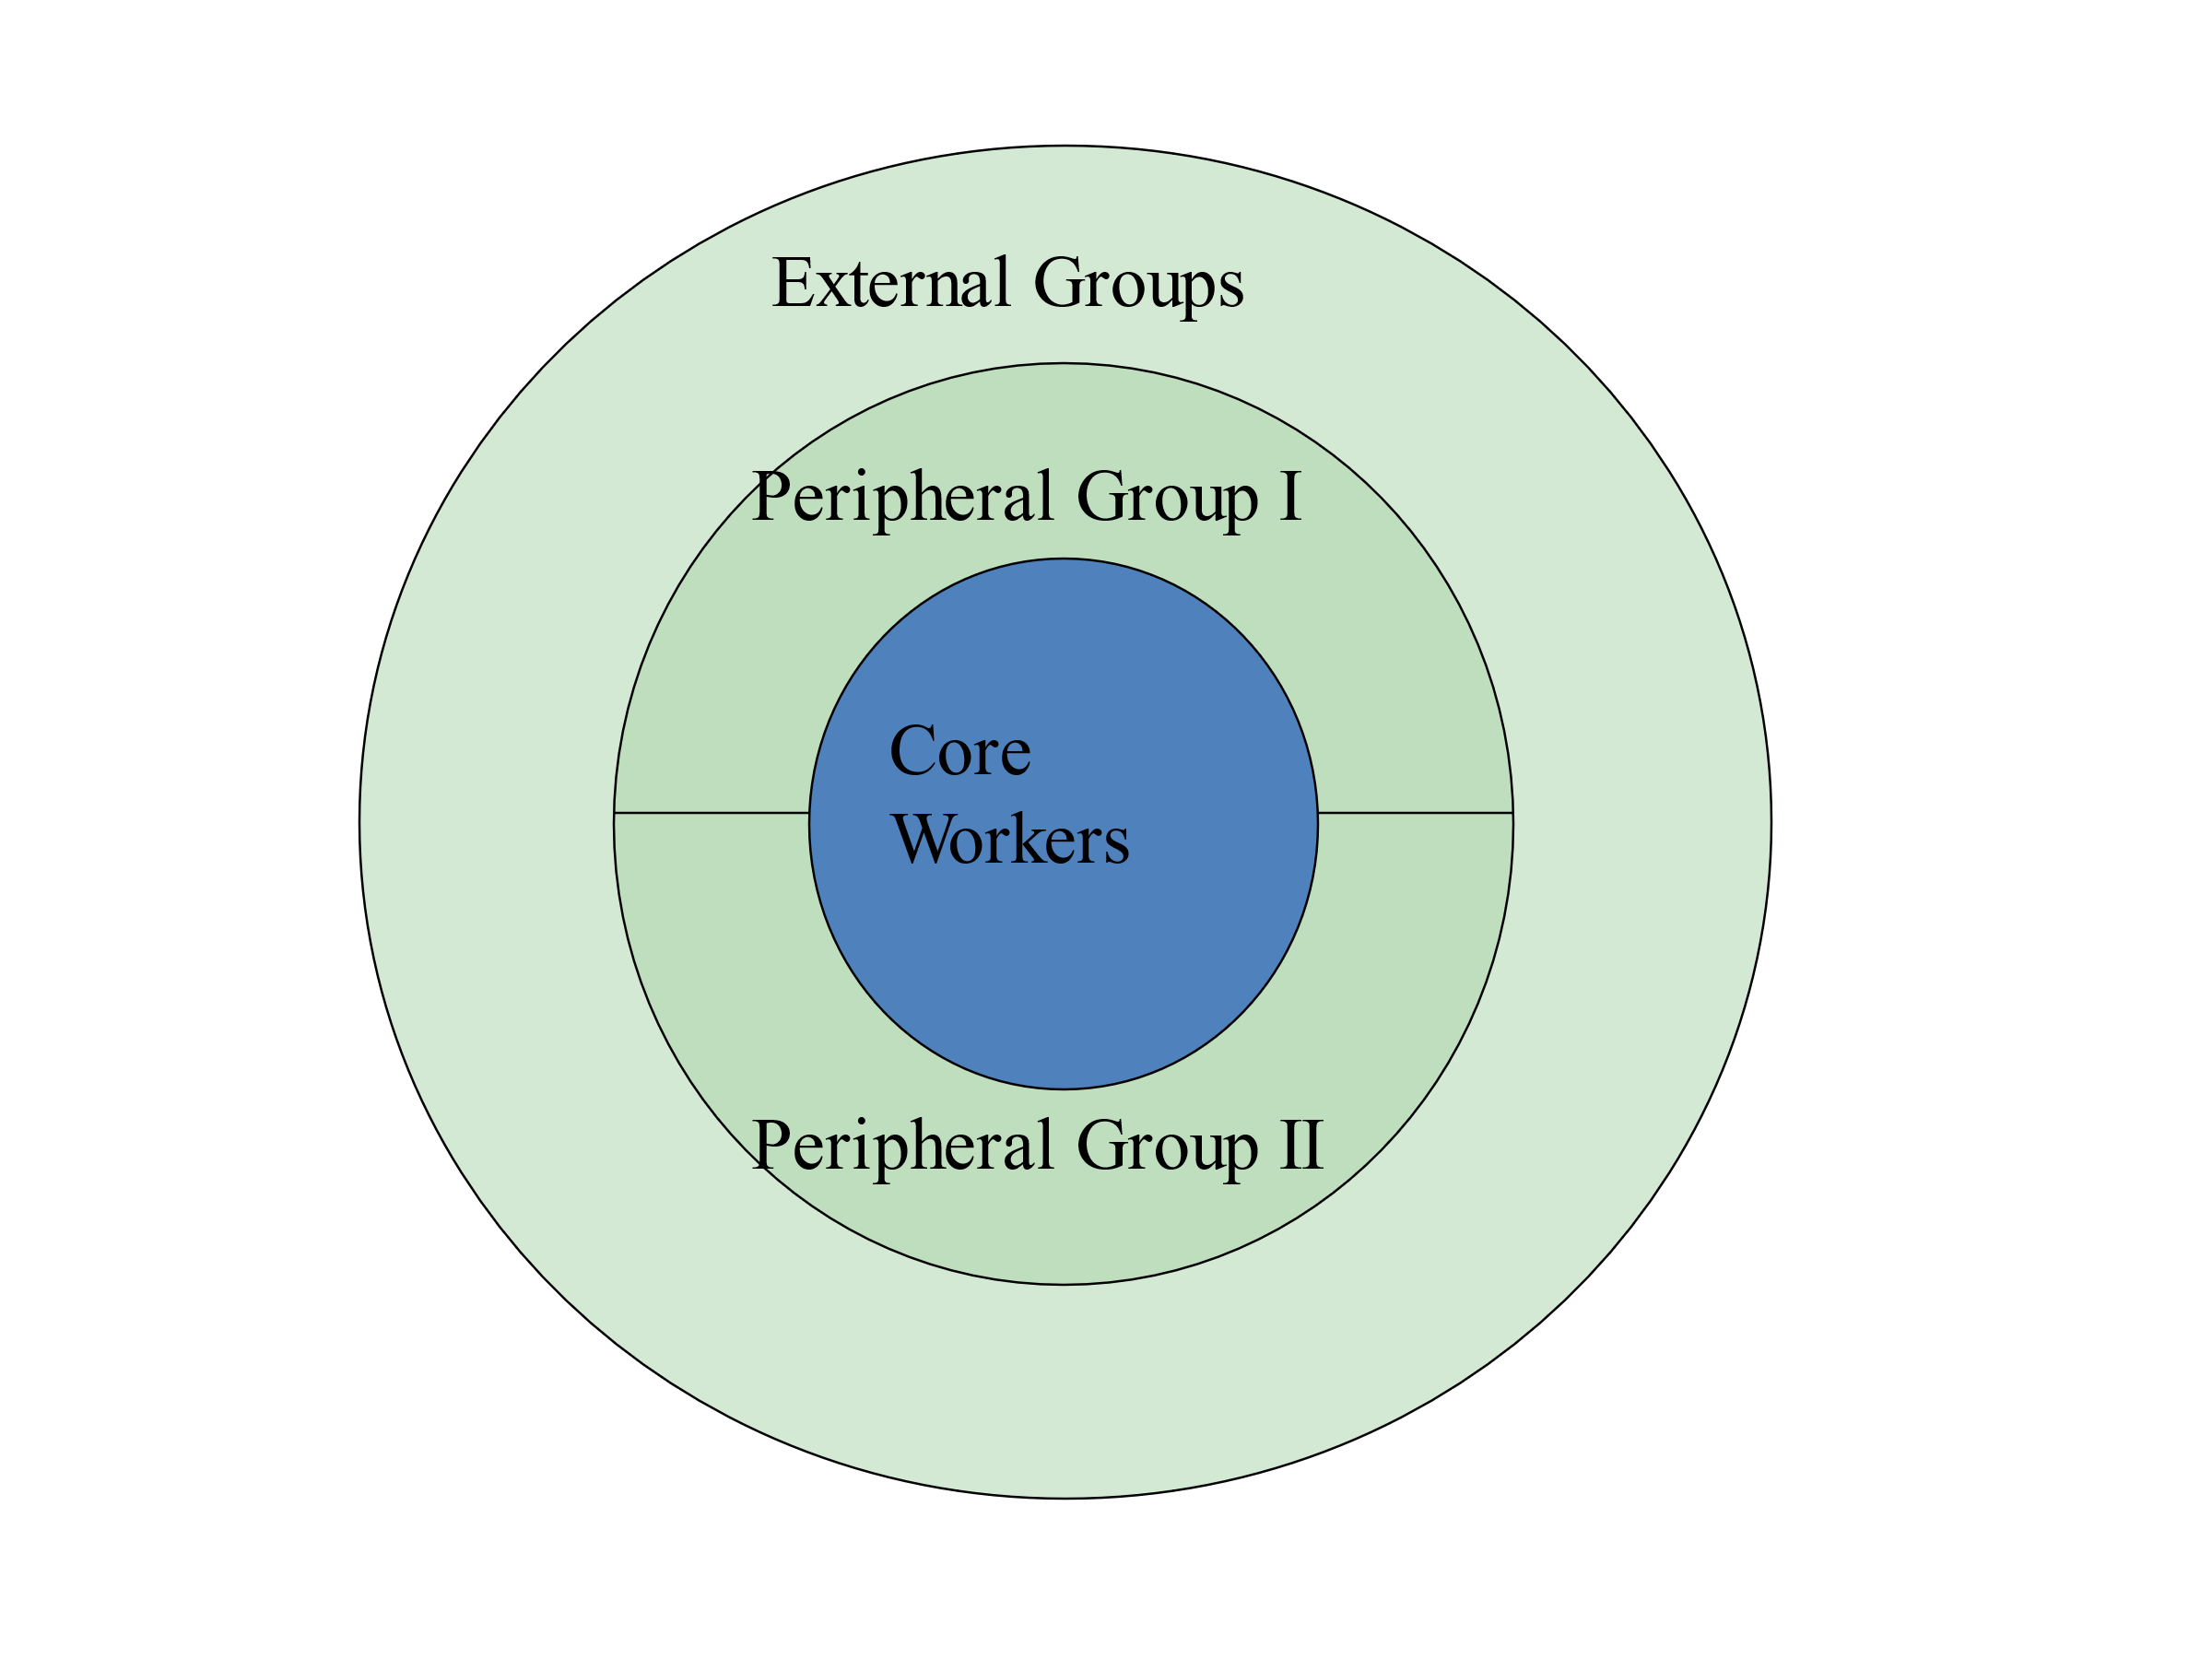 External Groups
Peripheral Group I
Core
Workers
Peripheral Group II